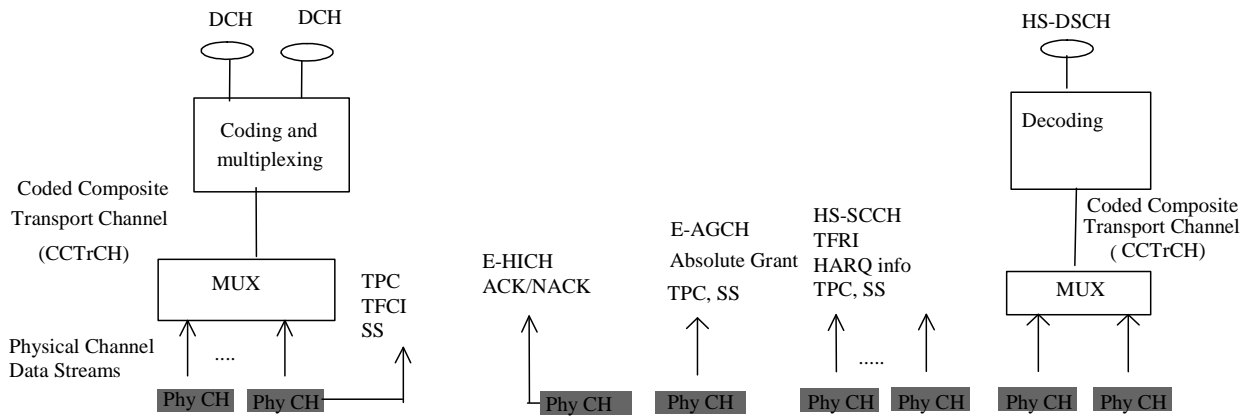 DCH
DCH
Coding and
multiplexing
Coded Composite
Transport Channel
(CCTrCH)
MUX
TPC
TFCI
SS
Physical Channel
Data Streams
....
Phy CH
Phy CH
E-HICH
ACK/NACK
Phy CH
E-AGCH
Absolute Grant
TPC, SS
Phy CH
HS-SCCH
TFRI
HARQ info
TPC, SS
.....
Phy CH
Phy CH
HS-DSCH
Decoding
Coded Composite
Transport Channel
( CCTrCH)
MUX
Phy CH
Phy CH